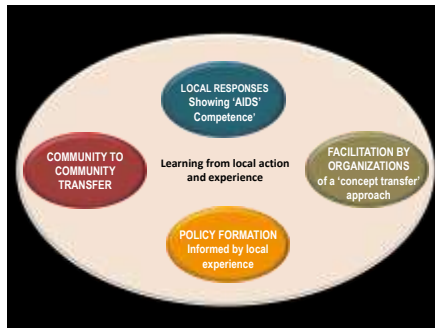 LOCAL RESPONSES
Showing 'AIDS'
Competence'
COMMUNITY TO
COMMUNITY
TRANSFER
Learning from local action
and experience
FACILITATION BY
ORGANIZATIONS
of a 'concept transfer'
approach
POLICY FORMATION
Informed by local
experience